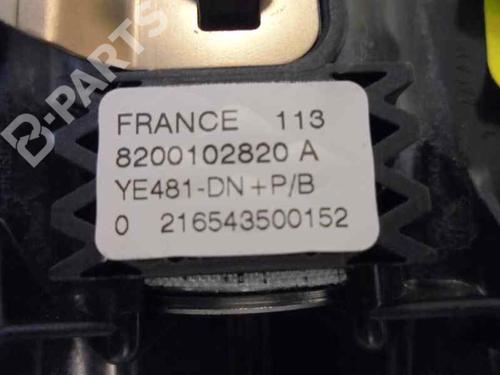 B-PARTS
FRANCE 113
8200102820 A
YE481-DN+P/B
0 216543500152